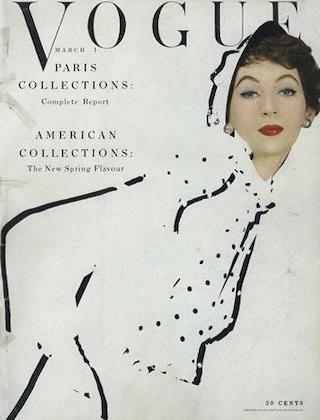 VOGUE
MARCH 1
PARIS
COLLECTIONS:
Complete Report
AMERICAN
COLLECTIONS:
The New Spring Flavour
50 CENTS